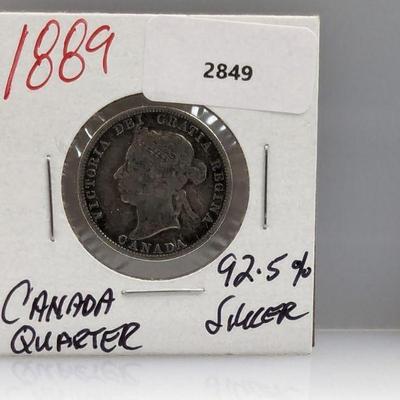 1889
2849
VICTORIA DEI GRATIA REGINA
CANADA
CANADA
QUARTER
92.5%
SILVER